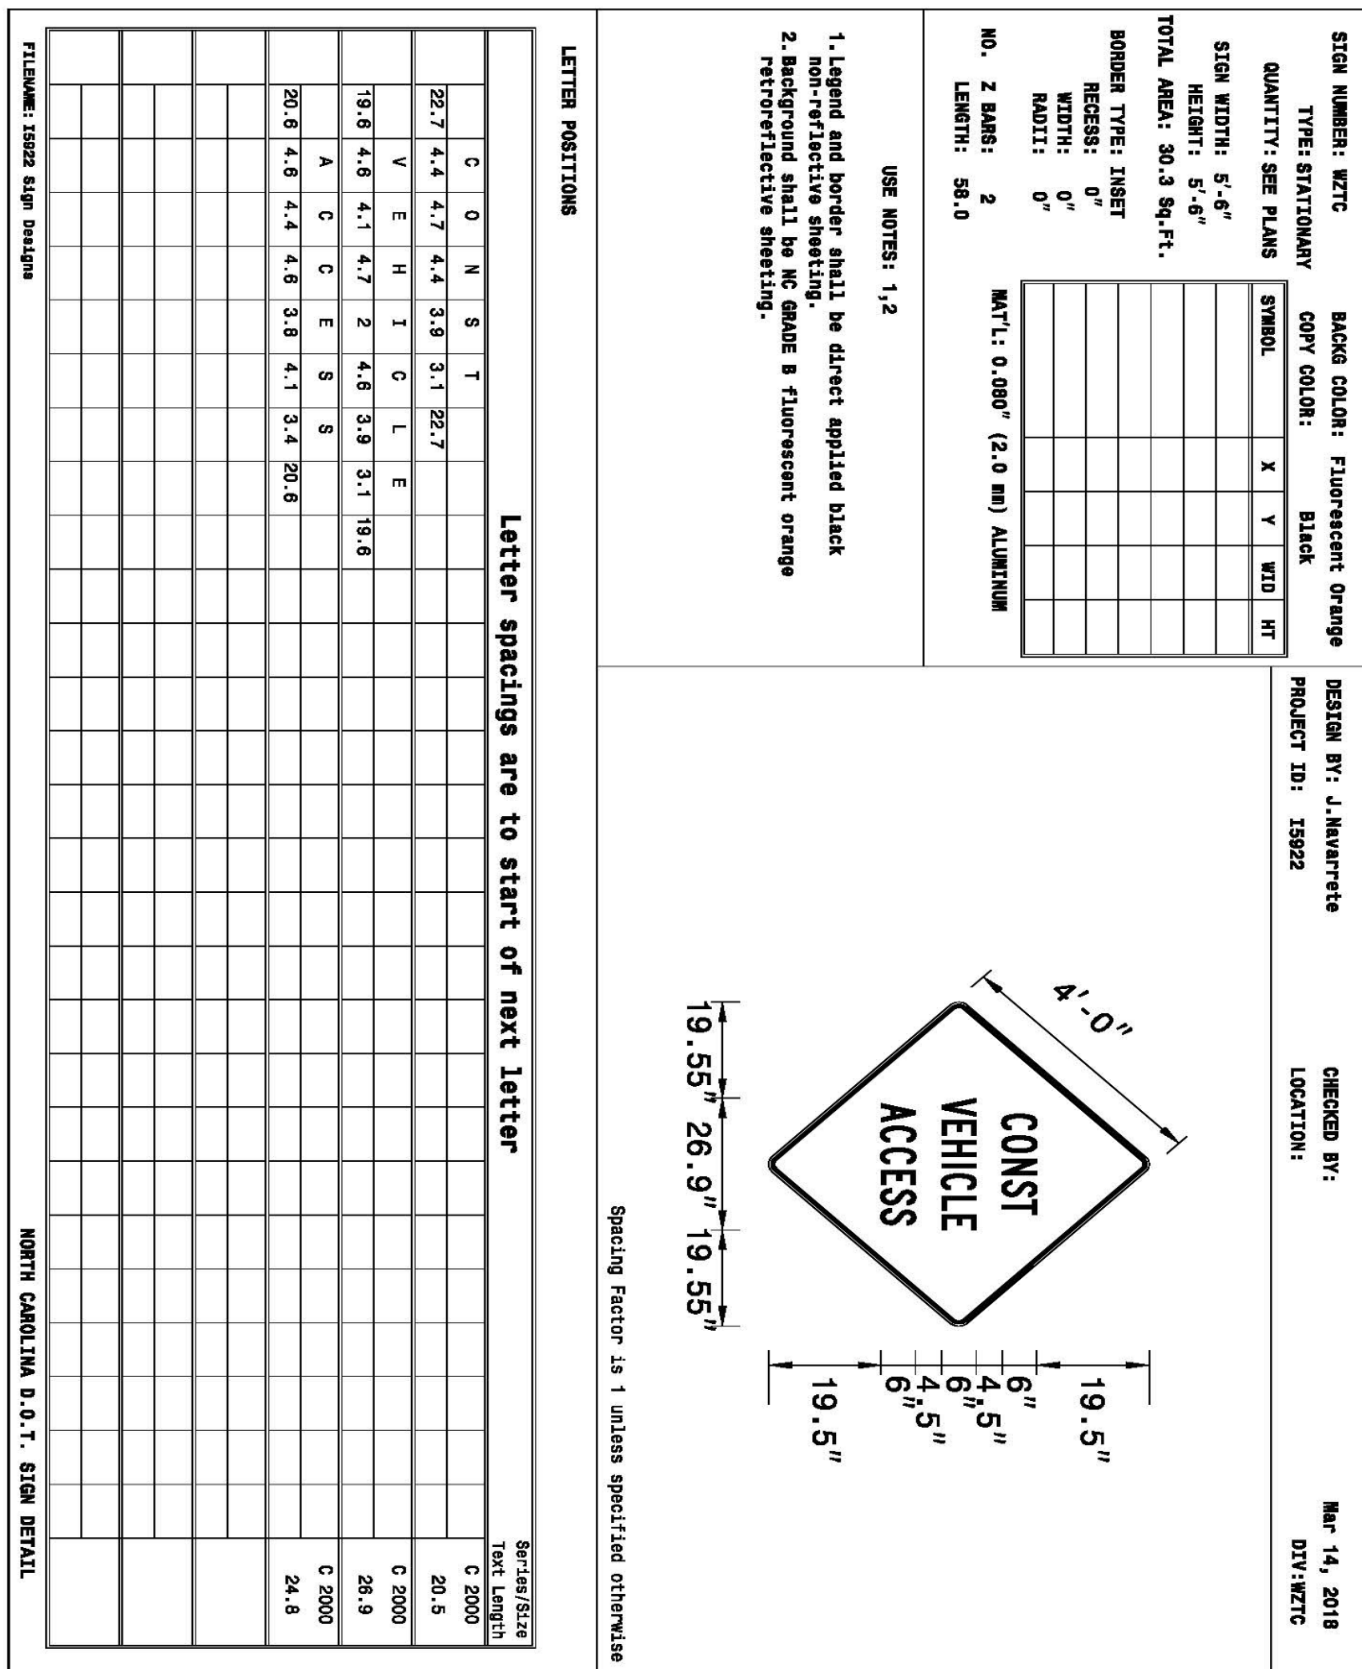 SIGN NUMBER: WZTC
TYPE: STATIONARY
QUANTITY: SEE PLANS
SIGN WIDTH: 5'-6"
HEIGHT: 5'-6"
TOTAL AREA: 30.3 Sq.Ft.
BORDER TYPE: INSET
RECESS: 0"
WIDTH: 0"
RADII: 0"
NO. Z BARS: 2
LENGTH: 58.0
BACKG COLOR: Fluorescent Orange
COPY COLOR: Black
SYMBOL X Y WID HT
MAT'L: 0.080" (2.0 mm) ALUMINUM
USE NOTES: 1,2
1. Legend and border shall be direct applied black
non-reflective sheeting.
2. Background shall be NC GRADE B fluorescent orange
retroreflective sheeting.
DESIGN BY: J.Navarrete
PROJECT ID: I5922
CHECKED BY:
LOCATION:
Mar 14, 2018
DIV:WZTC
4'-0"
CONST
VEHICLE
ACCESS
19.5"
6"
4.5"
6"
4.5"
6"
19.5"
19.55" 26.9" 19.55"
Spacing Factor is 1 unless specified otherwise
LETTER POSITIONS
Letter spacings are to start of next letter
Series/Size
Text Length
C O N S T C 2000
22.7 4.4 4.7 4.4 3.9 3.1 22.7 20.5
V E H I C L E C 2000
19.6 4.6 4.1 4.7 2 4.6 3.9 3.1 19.6 26.9
A C C E S S C 2000
20.6 4.6 4.4 4.6 3.8 4.1 3.4 20.6 24.8
FILENAME: I5922 Sign Designs
NORTH CAROLINA D.O.T. SIGN DETAIL